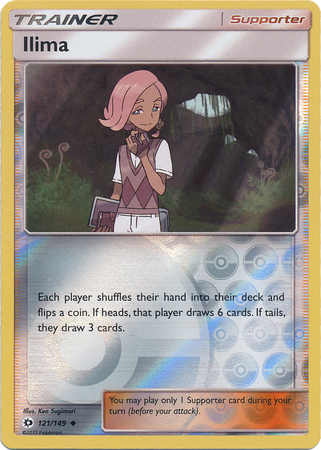 TRAINER Supporter
Ilima
Each player shuffles their hand into their deck and
flips a coin. If heads, that player draws 6 cards. If tails,
they draw 3 cards.
Illus. Ken Sugimori
121/149
You may play only 1 Supporter card during your
turn (before your attack).
©2017 Pokémon